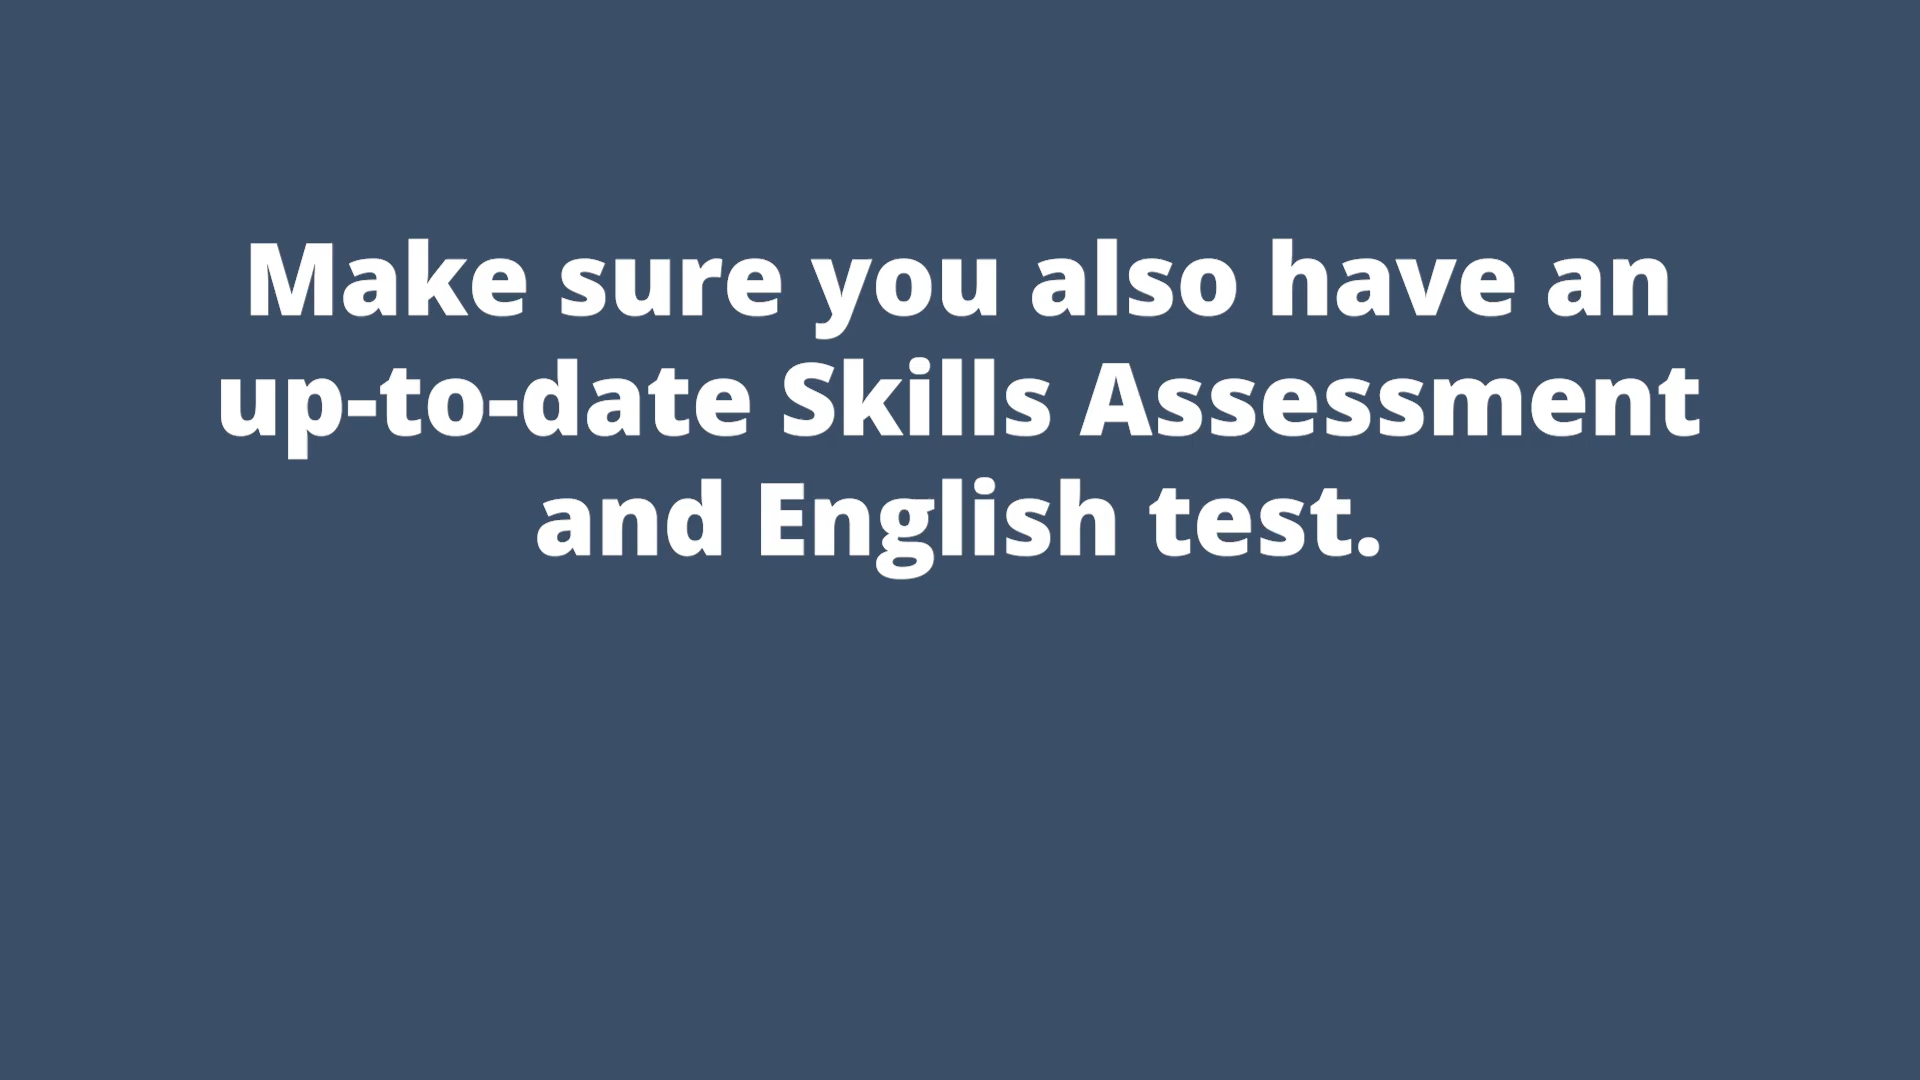 Make sure you also have an
up-to-date Skills Assessment
and English test.